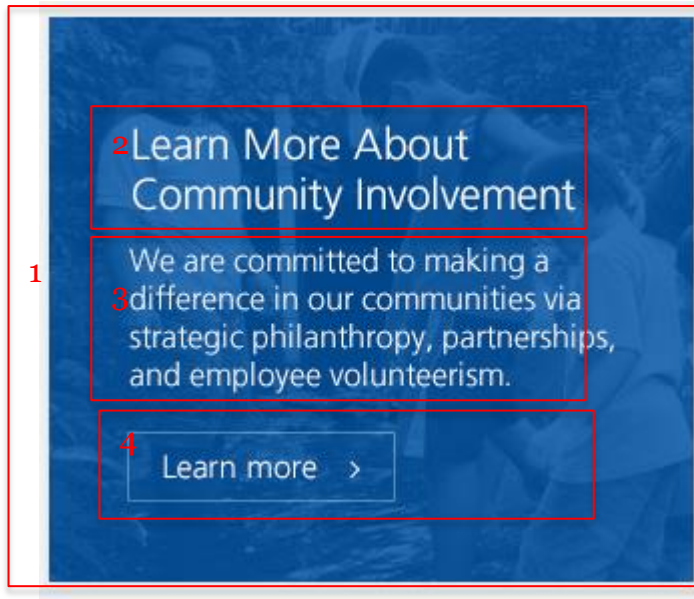 2
Learn More About
Community Involvement
1
We are committed to making a
3
difference in our communities via
strategic philanthropy, partnerships,
and employee volunteerism.
4
Learn more >